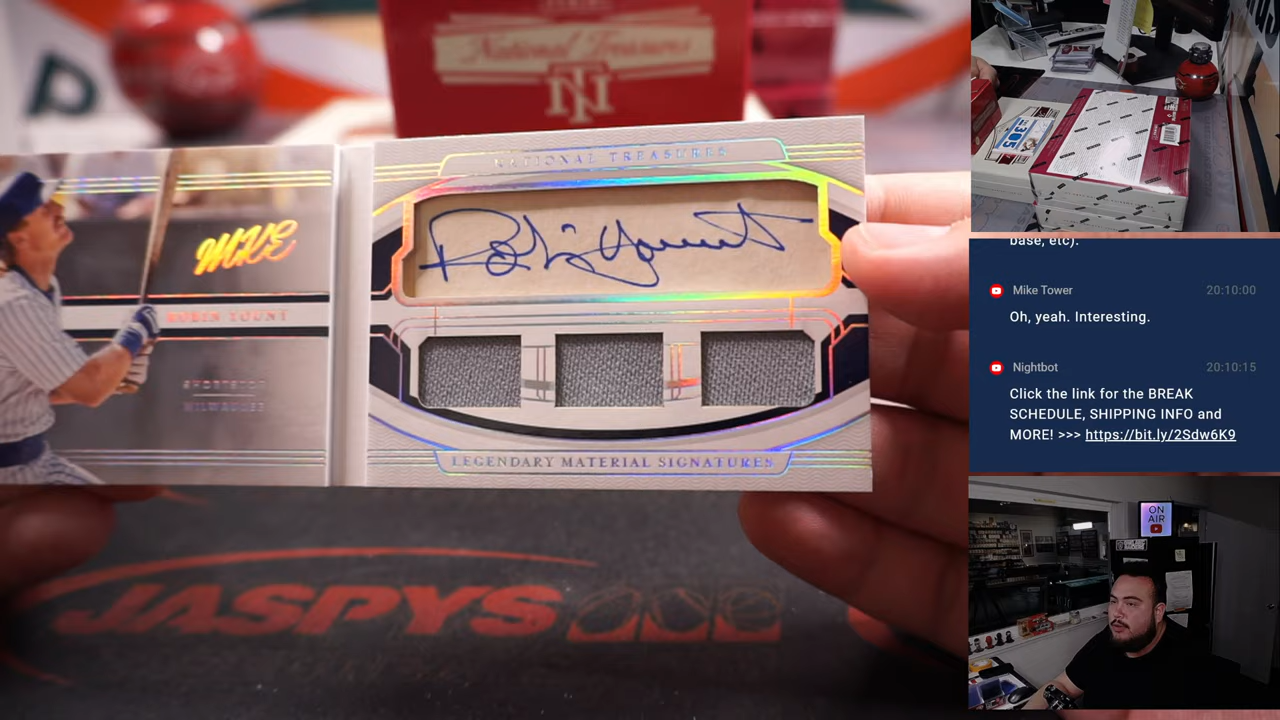 National Treasures
NT
NATIONAL TREASURES
Robin Yount
MKE
ROBIN YOUNT
SHORTSTOP
MILWAUKEE
LEGENDARY MATERIAL SIGNATURES
JASPYS
base, etc).
Mike Tower 20:10:00
Oh, yeah. Interesting.
Nightbot 20:10:15
Click the link for the BREAK
SCHEDULE, SHIPPING INFO and
MORE! >>> https://bit.ly/2Sdw6K9
ON
AIR